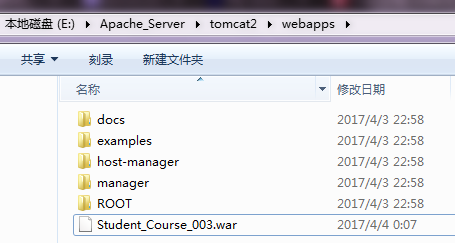 本地磁盘 (E:) ▸ Apache_Server ▸ tomcat2 ▸ webapps ▸
共享 刻录 新建文件夹
名称 修改日期
docs 2017/4/3 22:58
examples 2017/4/3 22:58
host-manager 2017/4/3 22:58
manager 2017/4/3 22:58
ROOT 2017/4/3 22:58
Student_Course_003.war 2017/4/4 0:07